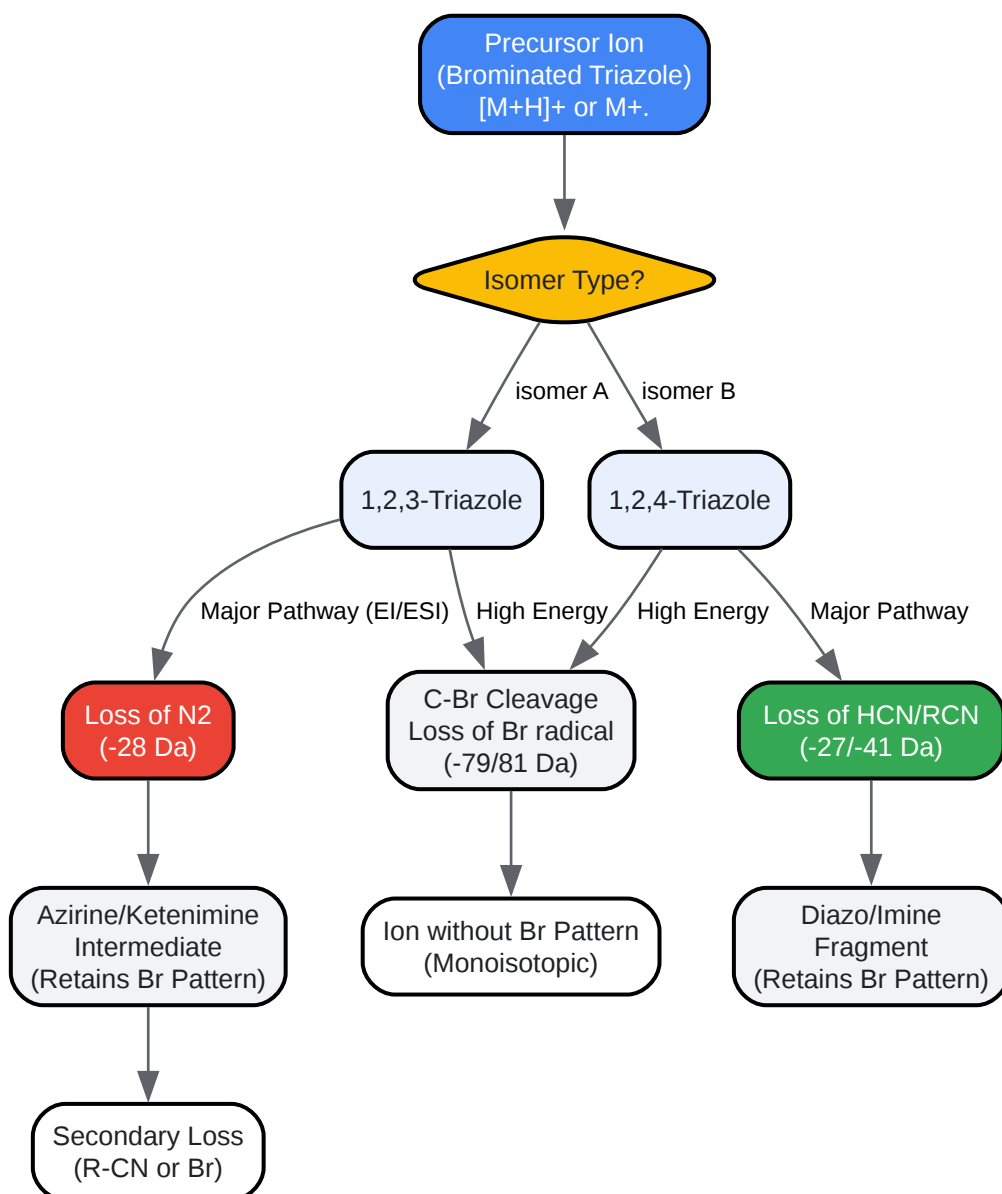 Precursor Ion
(Brominated Triazole)
[M+H]+ or M+.
Isomer Type?
isomer A
isomer B
1,2,3-Triazole
1,2,4-Triazole
Major Pathway (EI/ESI)
High Energy
High Energy
Major Pathway
Loss of N2
(-28 Da)
C-Br Cleavage
Loss of Br radical
(-79/81 Da)
Loss of HCN/RCN
(-27/-41 Da)
Azirine/Ketenimine
Intermediate
(Retains Br Pattern)
Ion without Br Pattern
(Monoisotopic)
Diazo/Imine
Fragment
(Retains Br Pattern)
Secondary Loss
(R-CN or Br)